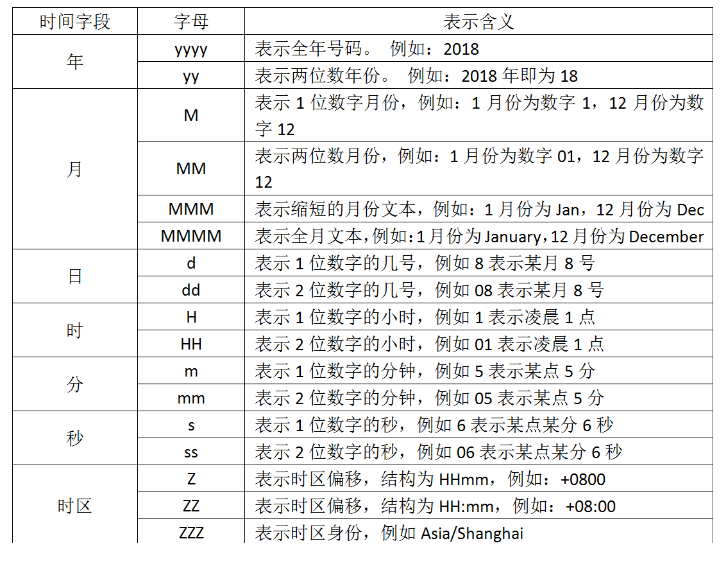 时间字段 字母 表示含义
年 yyyy 表示全年号码。 例如：2018
yy 表示两位数年份。 例如：2018 年即为 18
月 M 表示 1 位数字月份，例如：1 月份为数字 1，12 月份为数
字 12
MM 表示两位数月份，例如：1 月份为数字 01，12 月份为数字
12
MMM 表示缩短的月份文本，例如：1 月份为 Jan，12 月份为 Dec
MMMM 表示全月文本，例如：1 月份为 January，12 月份为 December
日 d 表示 1 位数字的几号，例如 8 表示某月 8 号
dd 表示 2 位数字的几号，例如 08 表示某月 8 号
时 H 表示 1 位数字的小时，例如 1 表示凌晨 1 点
HH 表示 2 位数字的小时，例如 01 表示凌晨 1 点
分 m 表示 1 位数字的分钟，例如 5 表示某点 5 分
mm 表示 2 位数字的分钟，例如 05 表示某点 5 分
秒 s 表示 1 位数字的秒，例如 6 表示某点某分 6 秒
ss 表示 2 位数字的秒，例如 06 表示某点某分 6 秒
时区 Z 表示时区偏移，结构为 HHmm，例如：+0800
ZZ 表示时区偏移，结构为 HH:mm，例如：+08:00
ZZZ 表示时区身份，例如 Asia/Shanghai